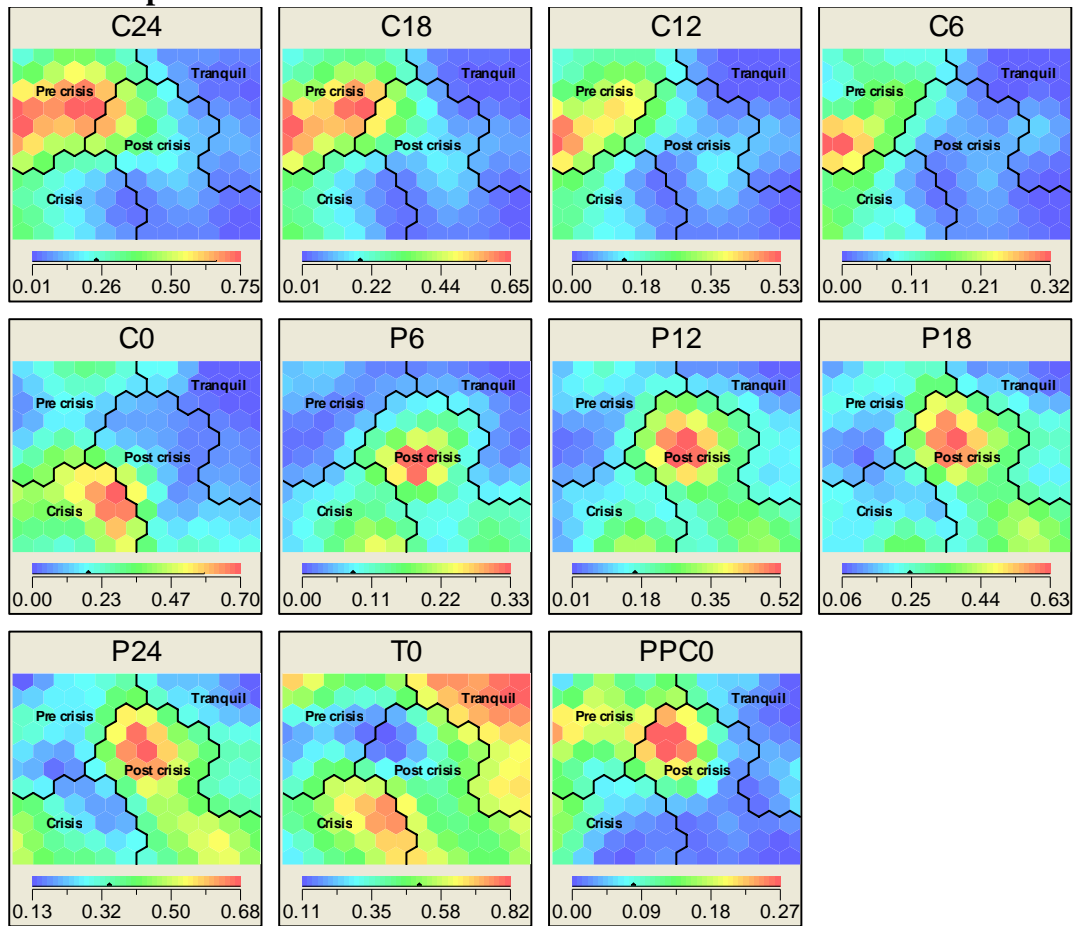 C24 C18 C12 C6
Tranquil Tranquil Tranquil Tranquil
Pre crisis Pre crisis Pre crisis Pre crisis
Post crisis Post crisis Post crisis Post crisis
Crisis Crisis Crisis Crisis
0.01 0.26 0.50 0.75 0.01 0.22 0.44 0.65 0.00 0.18 0.35 0.53 0.00 0.11 0.21 0.32
C0 P6 P12 P18
Tranquil Tranquil Tranquil Tranquil
Pre crisis Pre crisis Pre crisis Pre crisis
Post crisis Post crisis Post crisis Post crisis
Crisis Crisis Crisis Crisis
0.00 0.23 0.47 0.70 0.00 0.11 0.22 0.33 0.01 0.18 0.35 0.52 0.06 0.25 0.44 0.63
P24 T0 PPC0
Tranquil Tranquil Tranquil
Pre crisis Pre crisis Pre crisis
Post crisis Post crisis Post crisis
Crisis Crisis Crisis
0.13 0.32 0.50 0.68 0.11 0.35 0.58 0.82 0.00 0.09 0.18 0.27